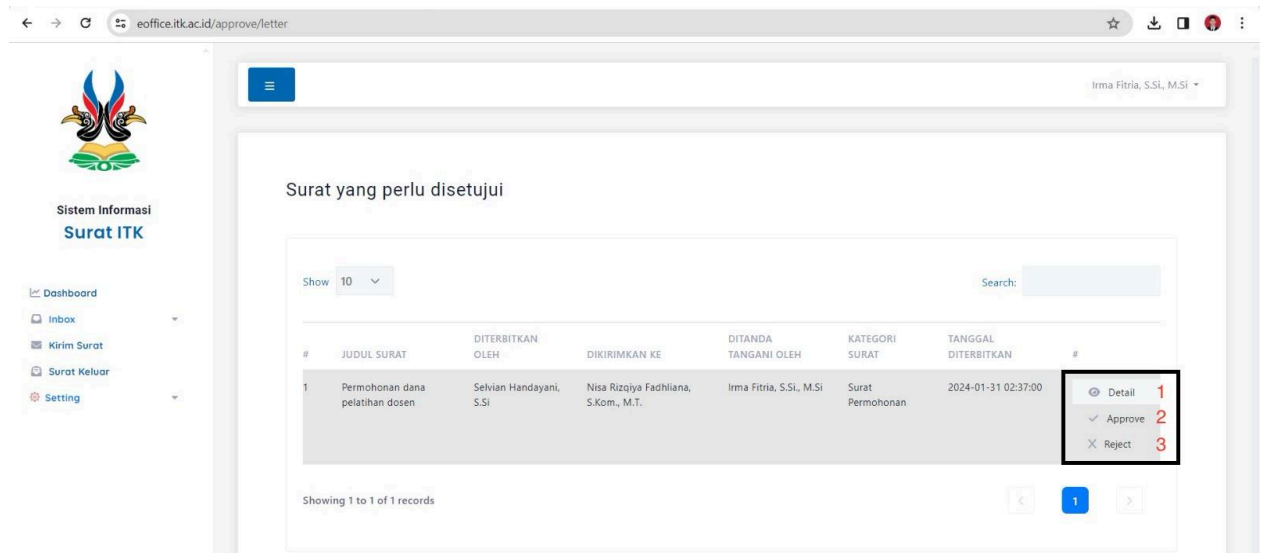 eoffice.itk.ac.id/approve/letter
Irma Fitria, S.Si., M.Si
Sistem Informasi
Surat ITK
Dashboard
Inbox
Kirim Surat
Surat Keluar
Setting
Surat yang perlu disetujui
Show 10
Search:
# JUDUL SURAT DITERBITKAN OLEH DIKIRIMKAN KE DITANDA TANGANI OLEH KATEGORI SURAT TANGGAL DITERBITKAN #
1 Permohonan dana pelatihan dosen Selvian Handayani, S.Si Nisa Rizqiya Fadhliana, S.Kom., M.T. Irma Fitria, S.Si., M.Si Surat Permohonan 2024-01-31 02:37:00
Detail 1
Approve 2
Reject 3
Showing 1 to 1 of 1 records
< 1 >